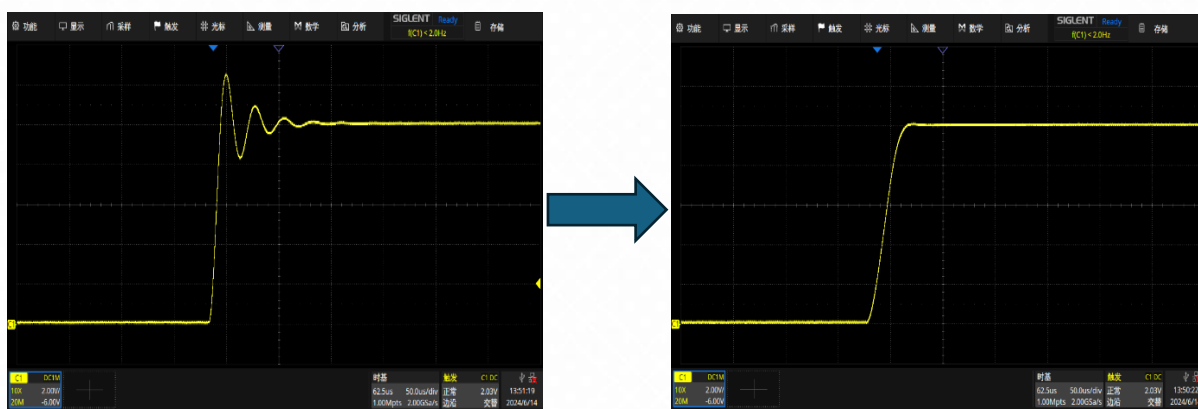 功能 显示 采样 触发 光标 测量 数学 分析 SIGLENT Ready 存储
f(C1) < 2.0Hz
C1
C1 DC1M
10X 2.00V/
20M -6.00V
时基 触发 C1 DC
62.5us 50.0us/div 正常 2.03V 13:51:19
1.00Mpts 2.00GSa/s 边沿 交替 2024/6/14
功能 显示 采样 触发 光标 测量 数学 分析 SIGLENT Ready 存储
f(C1) < 2.0Hz
C1
C1 DC1M
10X 2.00V/
20M -6.00V
时基 触发 C1 DC
62.5us 50.0us/div 正常 2.03V 13:50:22
1.00Mpts 2.00GSa/s 边沿 交替